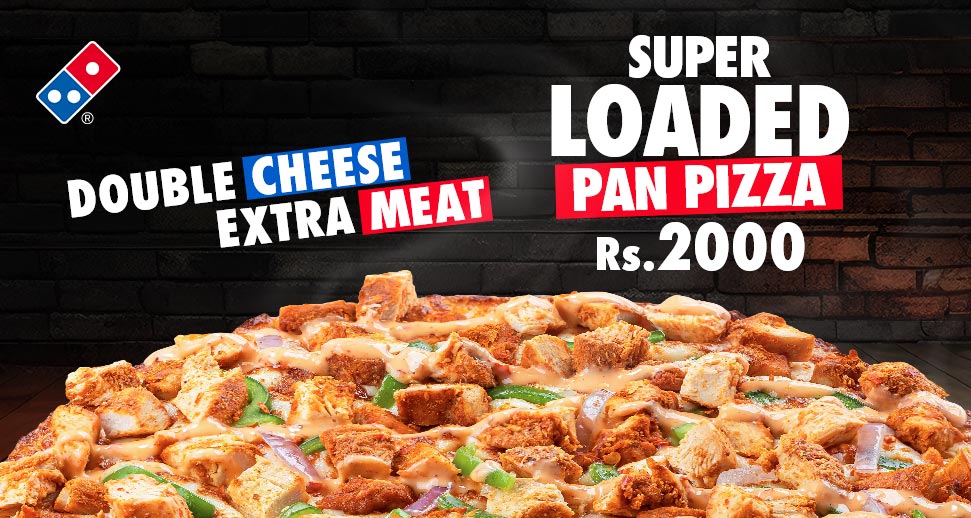 DOUBLE CHEESE
EXTRA MEAT
SUPER
LOADED
PAN PIZZA
Rs.2000
®